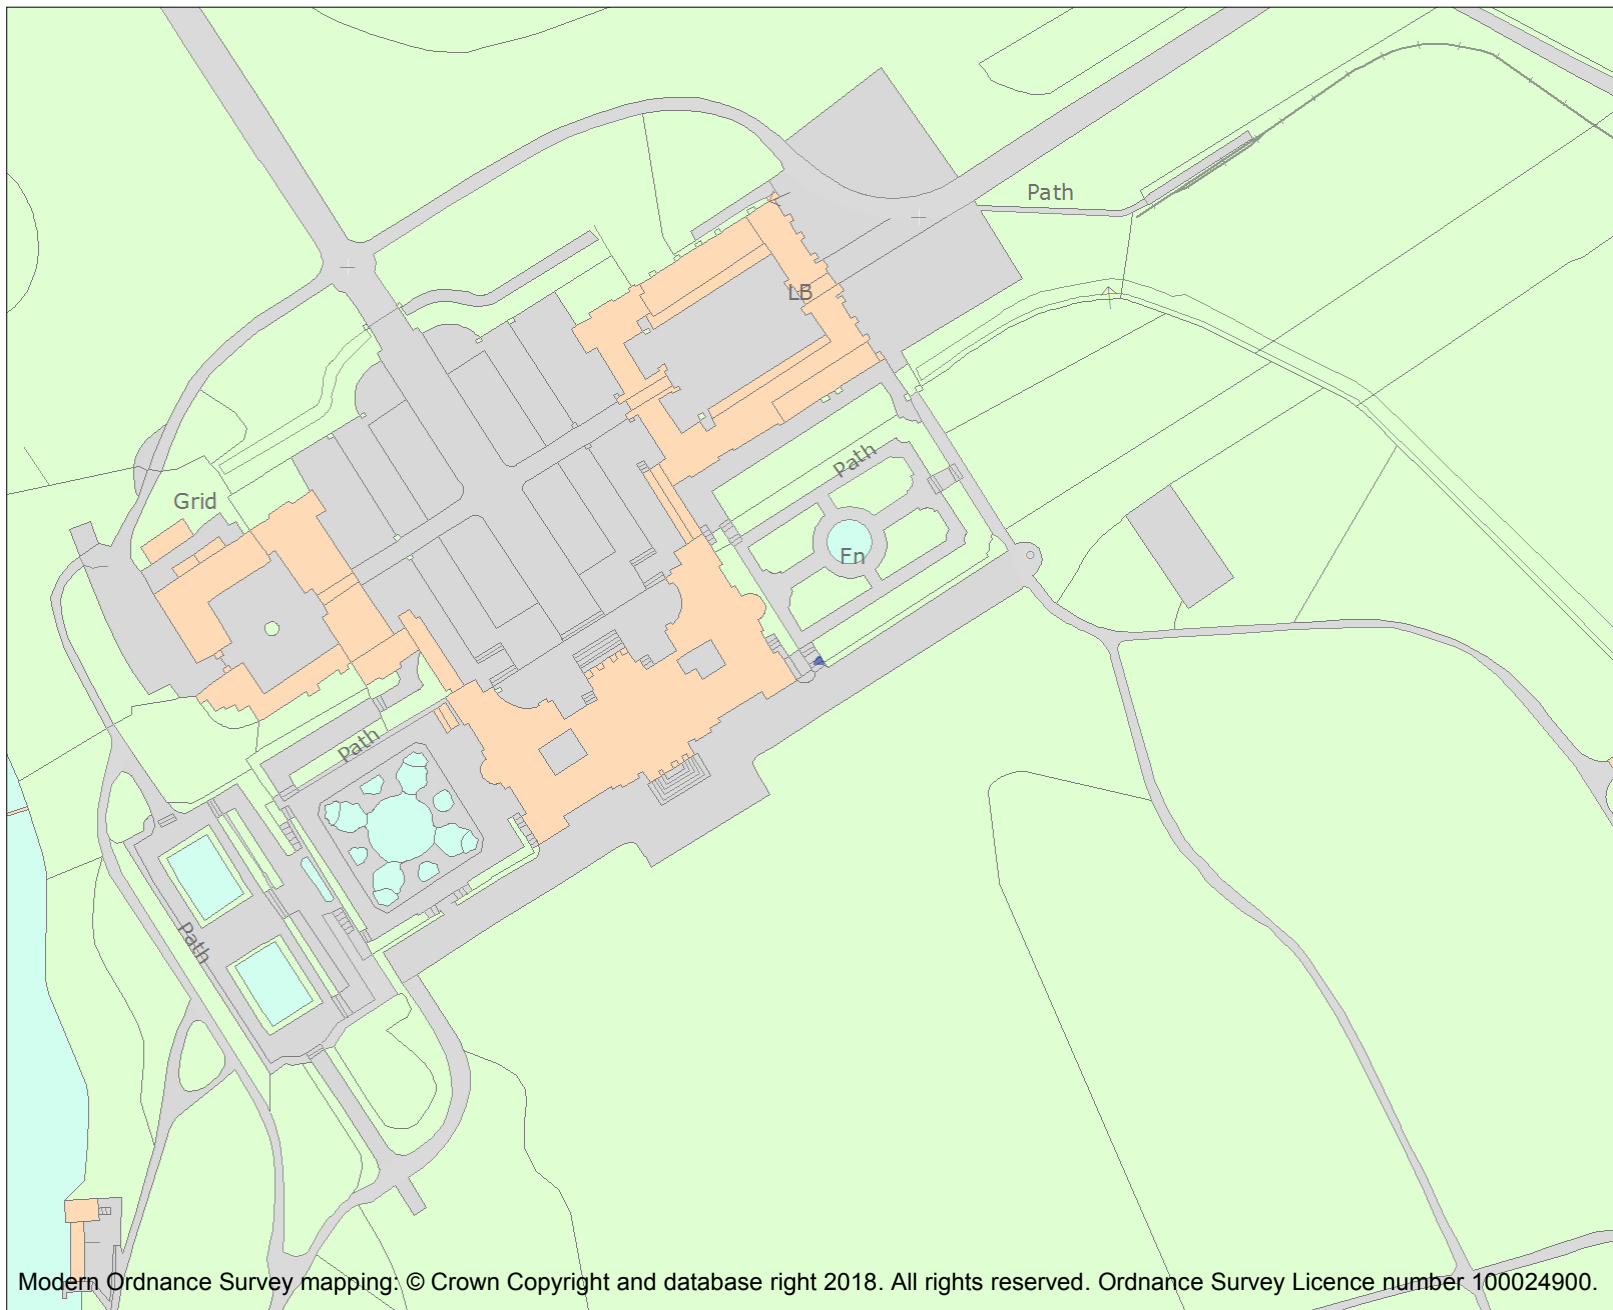 Path
LB
Path
Grid
Fn
Path
Path
Modern Ordnance Survey mapping: © Crown Copyright and database right 2018. All rights reserved. Ordnance Survey Licence number 100024900.